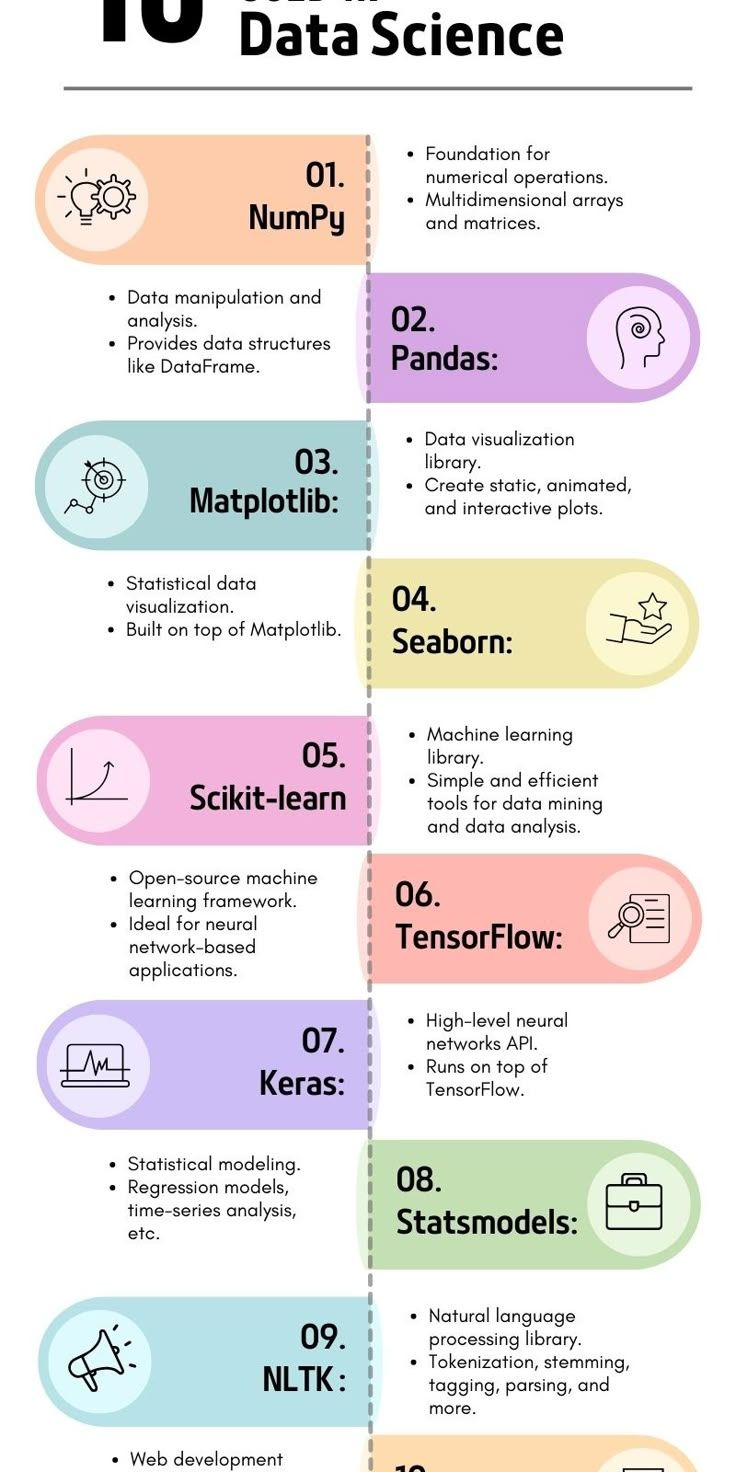 10
Data Science
01.
NumPy
• Foundation for
numerical operations.
• Multidimensional arrays
and matrices.
02.
Pandas:
• Data manipulation and
analysis.
• Provides data structures
like DataFrame.
03.
Matplotlib:
• Data visualization
library.
• Create static, animated,
and interactive plots.
04.
Seaborn:
• Statistical data
visualization.
• Built on top of Matplotlib.
05.
Scikit-learn
• Machine learning
library.
• Simple and efficient
tools for data mining
and data analysis.
06.
TensorFlow:
• Open-source machine
learning framework.
• Ideal for neural
network-based
applications.
07.
Keras:
• High-level neural
networks API.
• Runs on top of
TensorFlow.
08.
Statsmodels:
• Statistical modeling.
• Regression models,
time-series analysis,
etc.
09.
NLTK :
• Natural language
processing library.
• Tokenization, stemming,
tagging, parsing, and
more.
• Web development